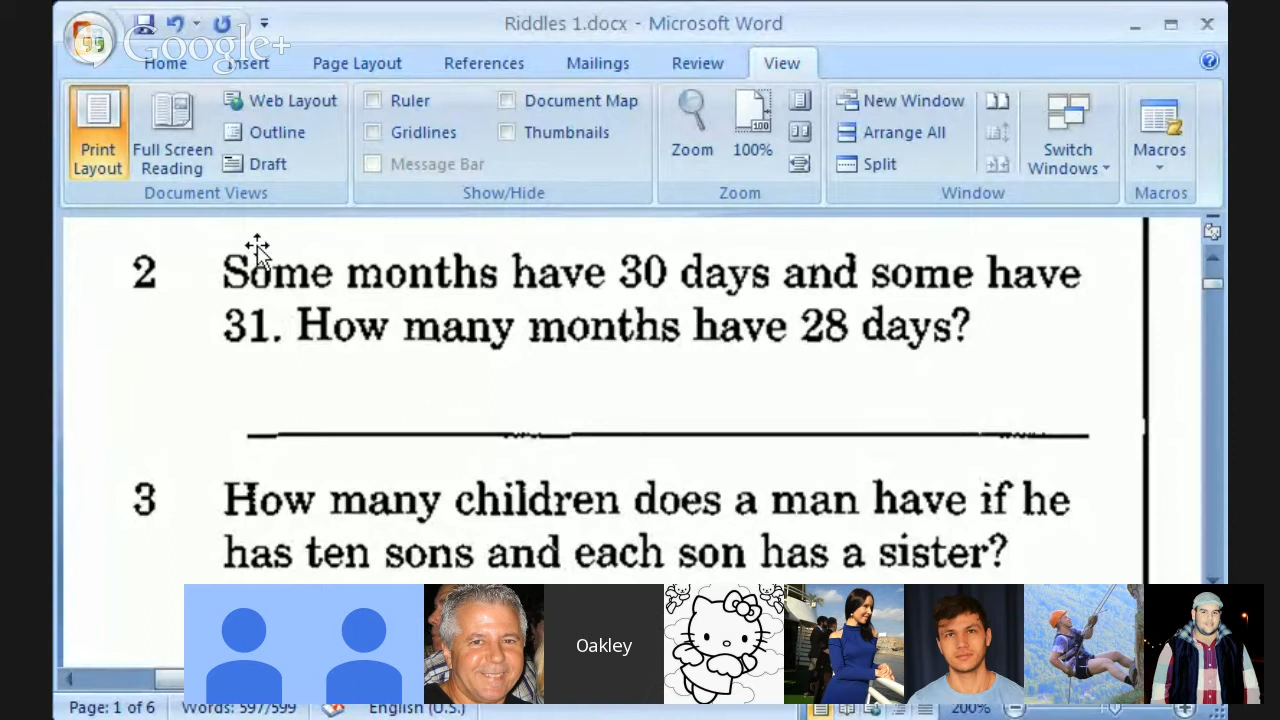 Riddles 1.docx - Microsoft Word
Google+
Home Insert Page Layout References Mailings Review View
Print Layout
Full Screen Reading
Web Layout
Outline
Draft
Document Views
Ruler
Gridlines
Message Bar
Document Map
Thumbnails
Show/Hide
Zoom
100
100%
Zoom
New Window
Arrange All
Split
Switch Windows
Window
Macros
Macros
2 Some months have 30 days and some have
31. How many months have 28 days?
3 How many children does a man have if he
has ten sons and each son has a sister?
Oakley
Page: 1 of 6 Words: 597/599 English (U.S.) 200%